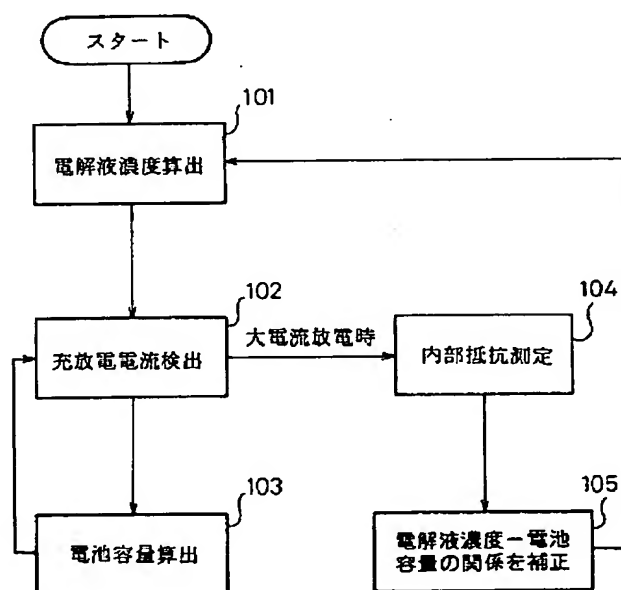 スタート
101
電解液濃度算出
102
充放電電流検出
大電流放電時
104
内部抵抗測定
103
電池容量算出
105
電解液濃度－電池
容量の関係を補正